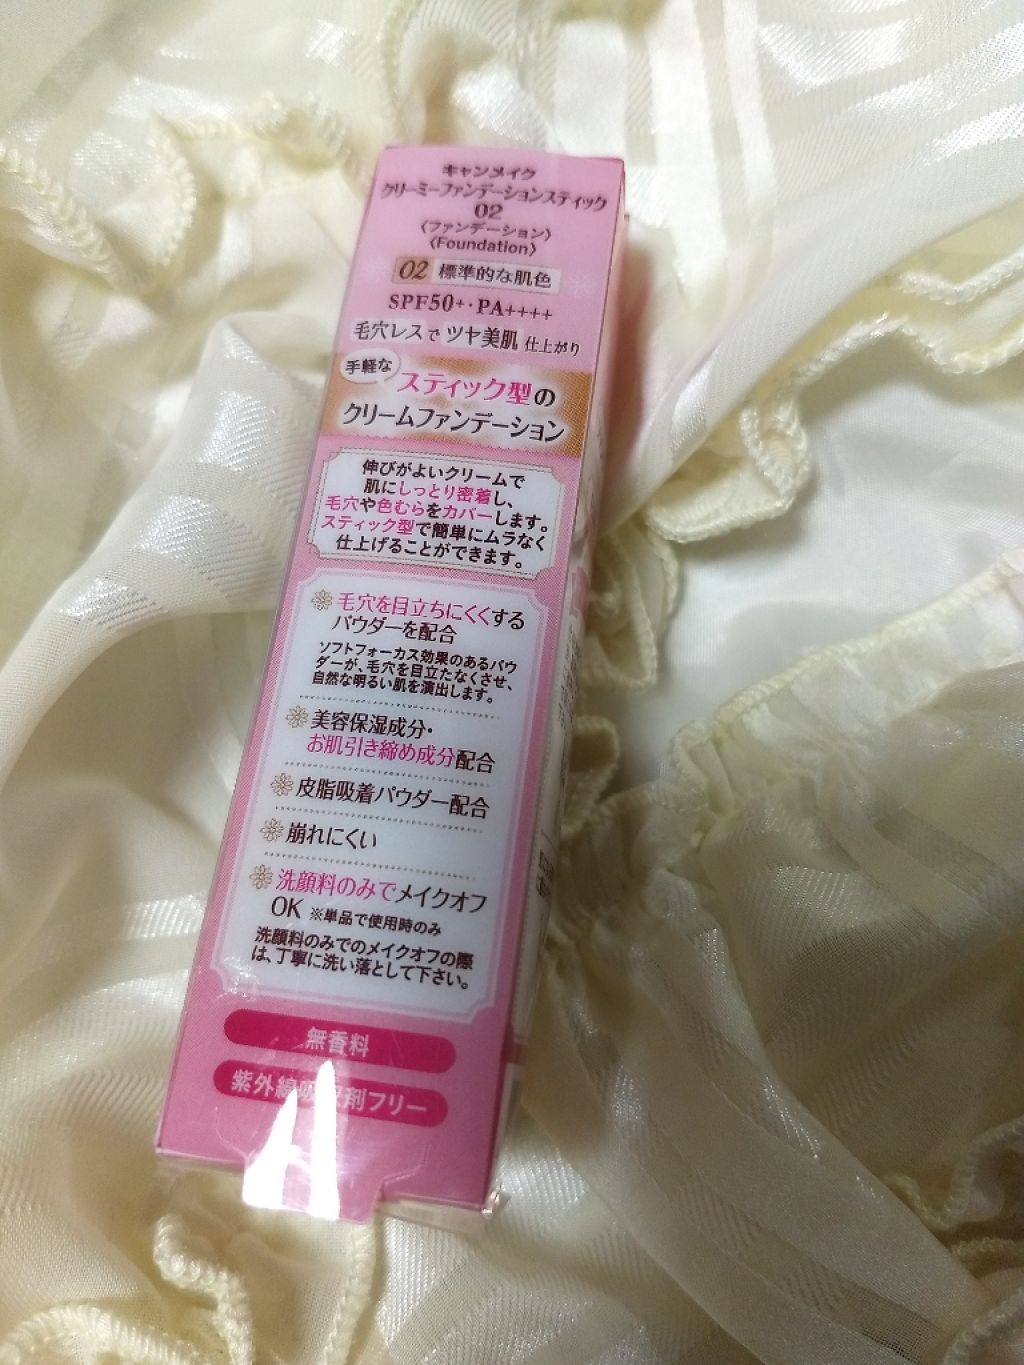 キャンメイク
クリーミーファンデーションスティック
02
〈ファンデーション〉
〈Foundation〉
02 標準的な肌色
SPF50+・PA++++
毛穴レスでツヤ美肌仕上がり
手軽な
スティック型の
クリームファンデーション
伸びがよいクリームで
肌にしっとり密着し、
毛穴や色むらをカバーします。
スティック型で簡単にムラなく
仕上げることができます。
毛穴を目立ちにくくする
パウダーを配合
ソフトフォーカス効果のあるパウ
ダーが、毛穴を目立たなくさせ、
自然な明るい肌を演出します。
美容保湿成分・
お肌引き締め成分配合
皮脂吸着パウダー配合
崩れにくい
洗顔料のみでメイクオフ
OK ※単品で使用時のみ
洗顔料のみでのメイクオフの際
は、丁寧に洗い落として下さい。
無香料
紫外線吸収剤フリー